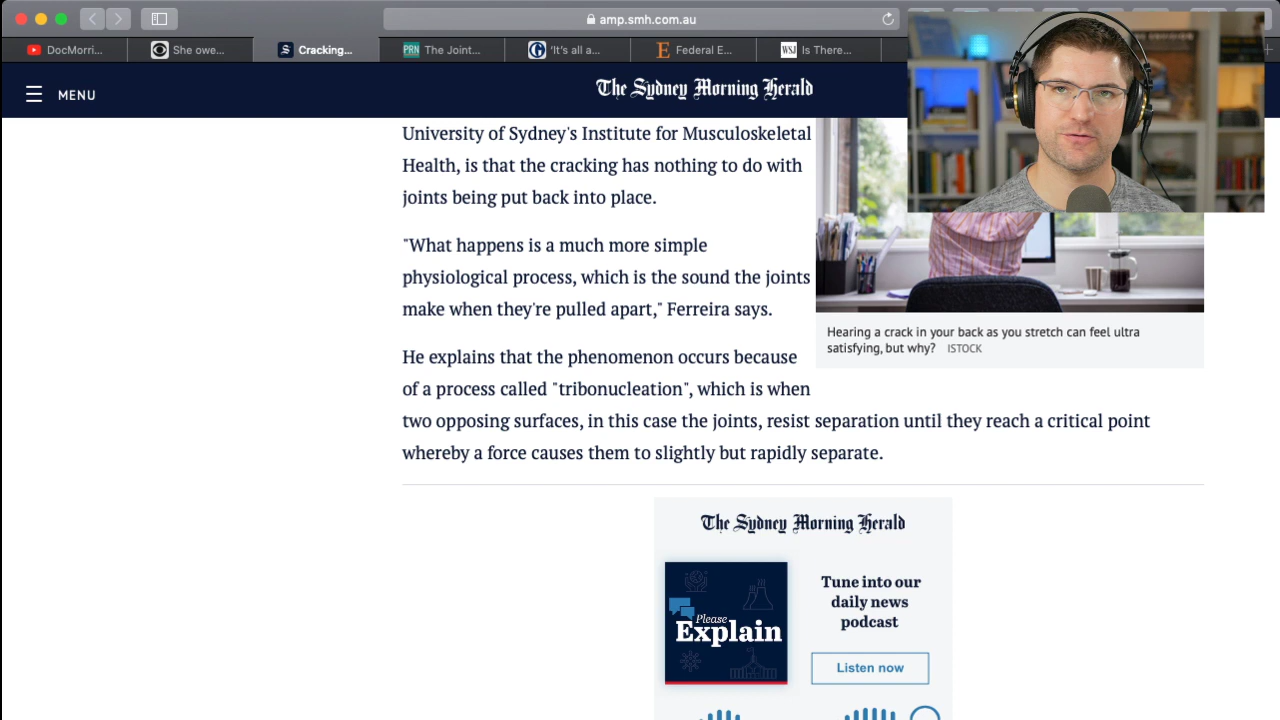 amp.smh.com.au
DocMorri...
She owe...
Cracking...
PRN
The Joint...
'It's all a...
E
Federal E...
WSJ
Is There...
MENU
The Sydney Morning Herald
University of Sydney's Institute for Musculoskeletal
Health, is that the cracking has nothing to do with
joints being put back into place.
"What happens is a much more simple
physiological process, which is the sound the joints
make when they're pulled apart," Ferreira says.
Hearing a crack in your back as you stretch can feel ultra
satisfying, but why? ISTOCK
He explains that the phenomenon occurs because
of a process called "tribonucleation", which is when
two opposing surfaces, in this case the joints, resist separation until they reach a critical point
whereby a force causes them to slightly but rapidly separate.
The Sydney Morning Herald
Please
Explain
Tune into our
daily news
podcast
Listen now